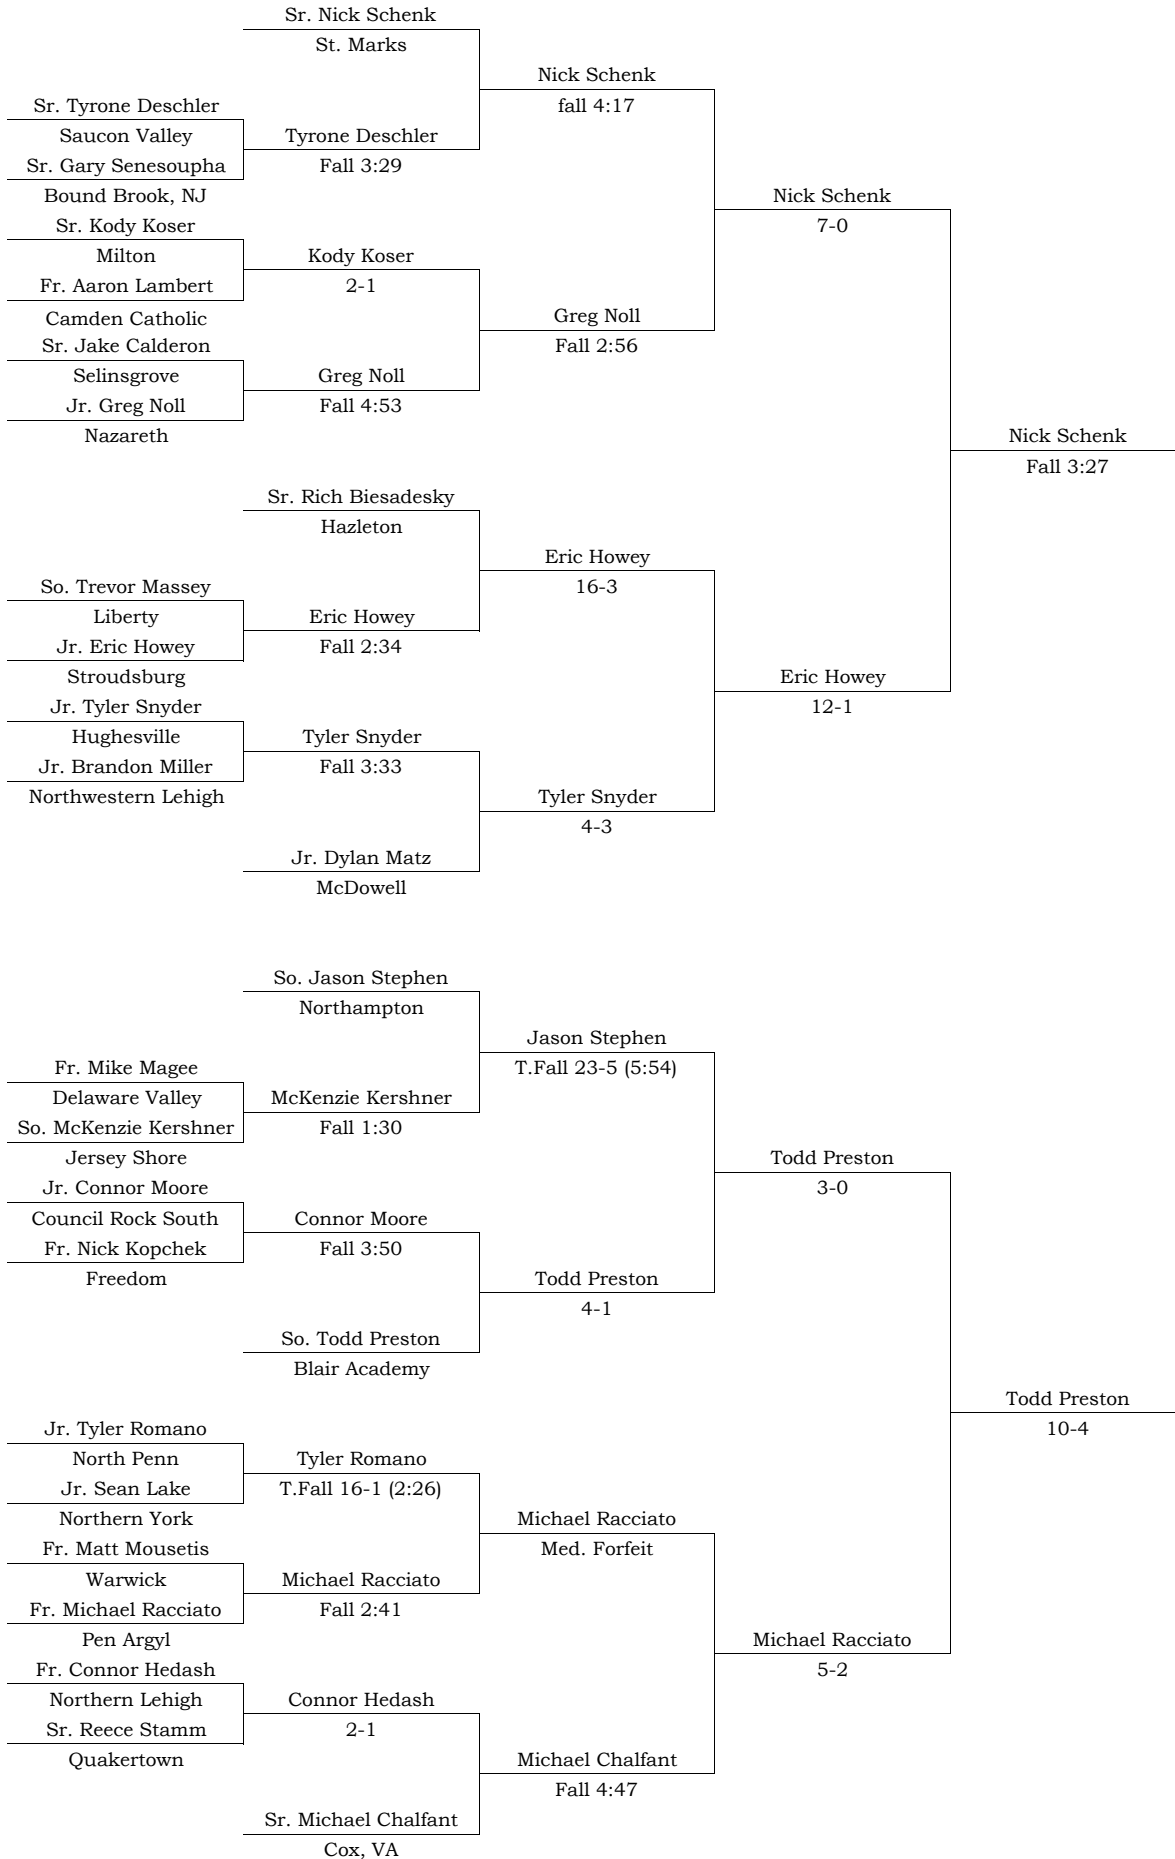 Sr. Nick Schenk
St. Marks
Nick Schenk
Sr. Tyrone Deschler
fall 4:17
Saucon Valley
Tyrone Deschler
Sr. Gary Senesoupha
Fall 3:29
Bound Brook, NJ
Nick Schenk
Sr. Kody Koser
7-0
Milton
Kody Koser
Fr. Aaron Lambert
2-1
Camden Catholic
Greg Noll
Sr. Jake Calderon
Fall 2:56
Selinsgrove
Greg Noll
Jr. Greg Noll
Fall 4:53
Nazareth
Nick Schenk
Fall 3:27
Sr. Rich Biesadesky
Hazleton
Eric Howey
So. Trevor Massey
16-3
Liberty
Eric Howey
Jr. Eric Howey
Fall 2:34
Stroudsburg
Eric Howey
Jr. Tyler Snyder
12-1
Hughesville
Tyler Snyder
Jr. Brandon Miller
Fall 3:33
Northwestern Lehigh
Tyler Snyder
4-3
Jr. Dylan Matz
McDowell
So. Jason Stephen
Northampton
Jason Stephen
Fr. Mike Magee
T.Fall 23-5 (5:54)
Delaware Valley
McKenzie Kershner
So. McKenzie Kershner
Fall 1:30
Jersey Shore
Todd Preston
Jr. Connor Moore
3-0
Council Rock South
Connor Moore
Fr. Nick Kopchek
Fall 3:50
Freedom
Todd Preston
4-1
So. Todd Preston
Blair Academy
Todd Preston
Jr. Tyler Romano
10-4
North Penn
Tyler Romano
Jr. Sean Lake
T.Fall 16-1 (2:26)
Northern York
Michael Racciato
Fr. Matt Mousetis
Med. Forfeit
Warwick
Michael Racciato
Fr. Michael Racciato
Fall 2:41
Pen Argyl
Michael Racciato
Fr. Connor Hedash
5-2
Northern Lehigh
Connor Hedash
Sr. Reece Stamm
2-1
Quakertown
Michael Chalfant
Fall 4:47
Sr. Michael Chalfant
Cox, VA